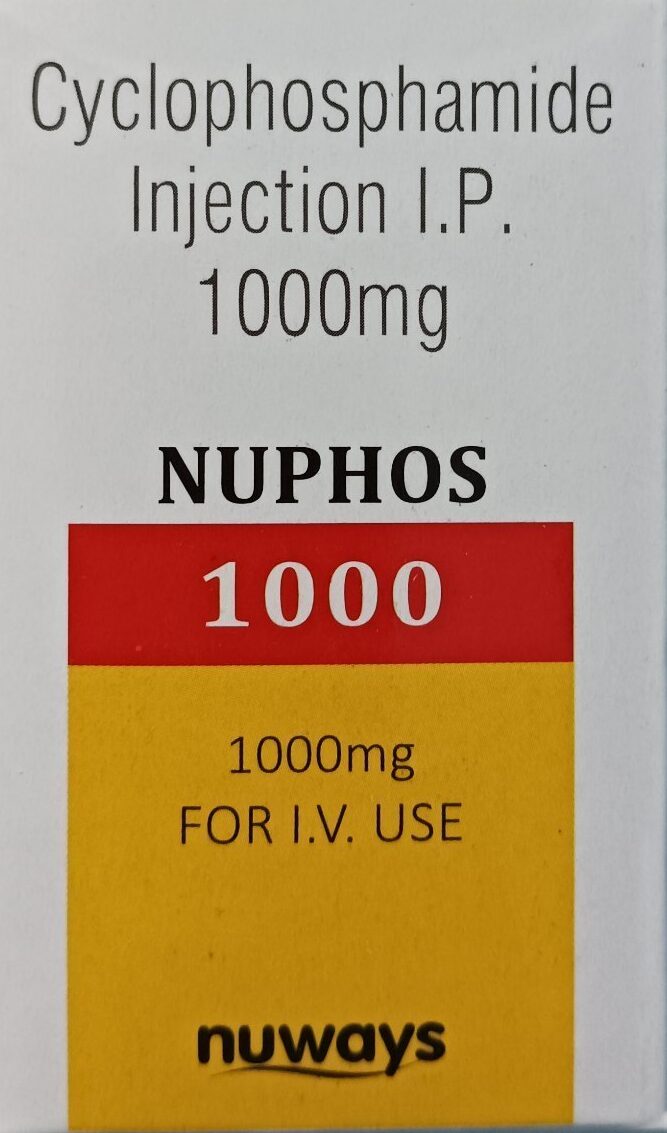 Cyclophosphamide
Injection I.P.
1000mg
NUPHOS
1000
1000mg
FOR I.V. USE
nuways